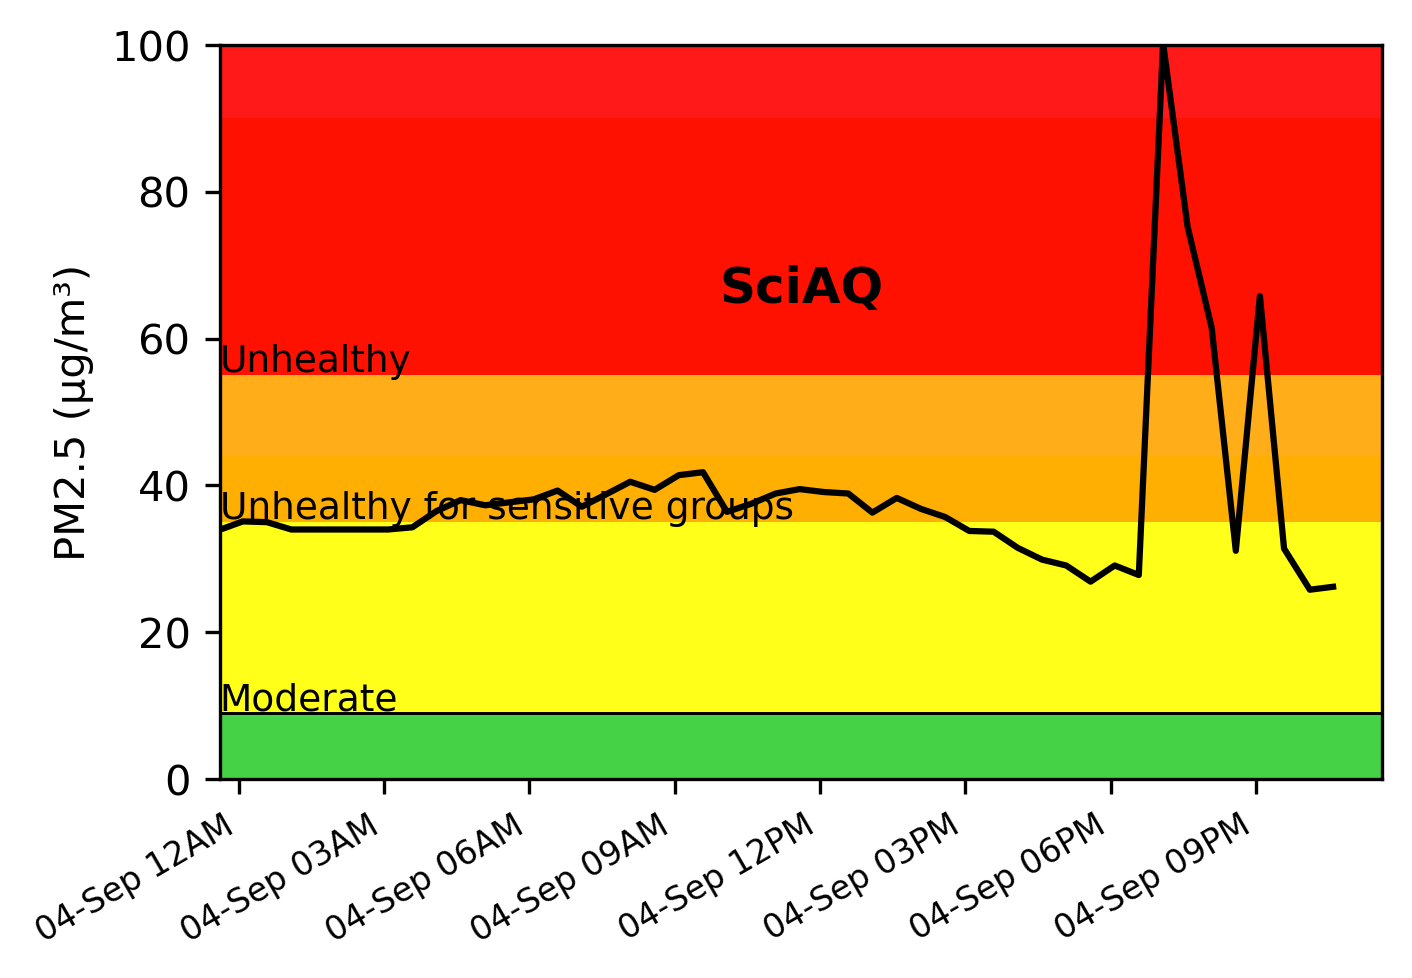 100
80
60
40
20
0
PM2.5 (µg/m³)
SciAQ
Unhealthy
Unhealthy for sensitive groups
Moderate
04-Sep 12AM
04-Sep 03AM
04-Sep 06AM
04-Sep 09AM
04-Sep 12PM
04-Sep 03PM
04-Sep 06PM
04-Sep 09PM